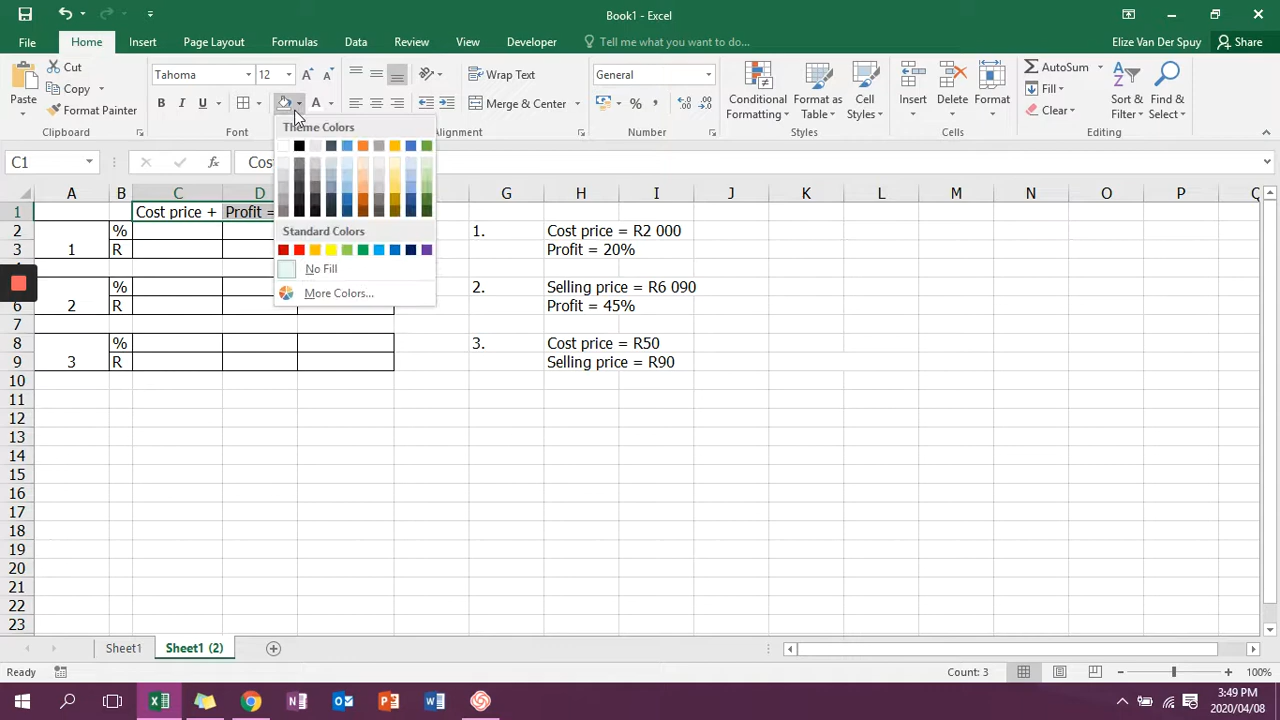 Book1 - Excel
File Home Insert Page Layout Formulas Data Review View Developer Tell me what you want to do... Elize Van Der Spuy Share
Paste Cut Copy Format Painter Clipboard
Tahoma 12 B I U A Font
Wrap Text Merge & Center Alignment
General % Number
Conditional Formatting Format as Table Cell Styles Styles
Insert Delete Format Cells
AutoSum Fill Clear Sort & Filter Find & Select
Theme Colors
Standard Colors
No Fill
More Colors...
C1 fx Cos
A B C D G H I J K L M N O P Q
1 Cost price + Profit =
2 % 1. Cost price = R2 000
3 1 R Profit = 20%
% 2. Selling price = R6 090
6 2 R Profit = 45%
7
8 % 3. Cost price = R50
9 3 R Selling price = R90
10
11
12
13
14
15
16
17
18
19
20
21
22
23
Sheet1 Sheet1 (2)
Ready Count: 3 100%
3:49 PM
2020/04/08